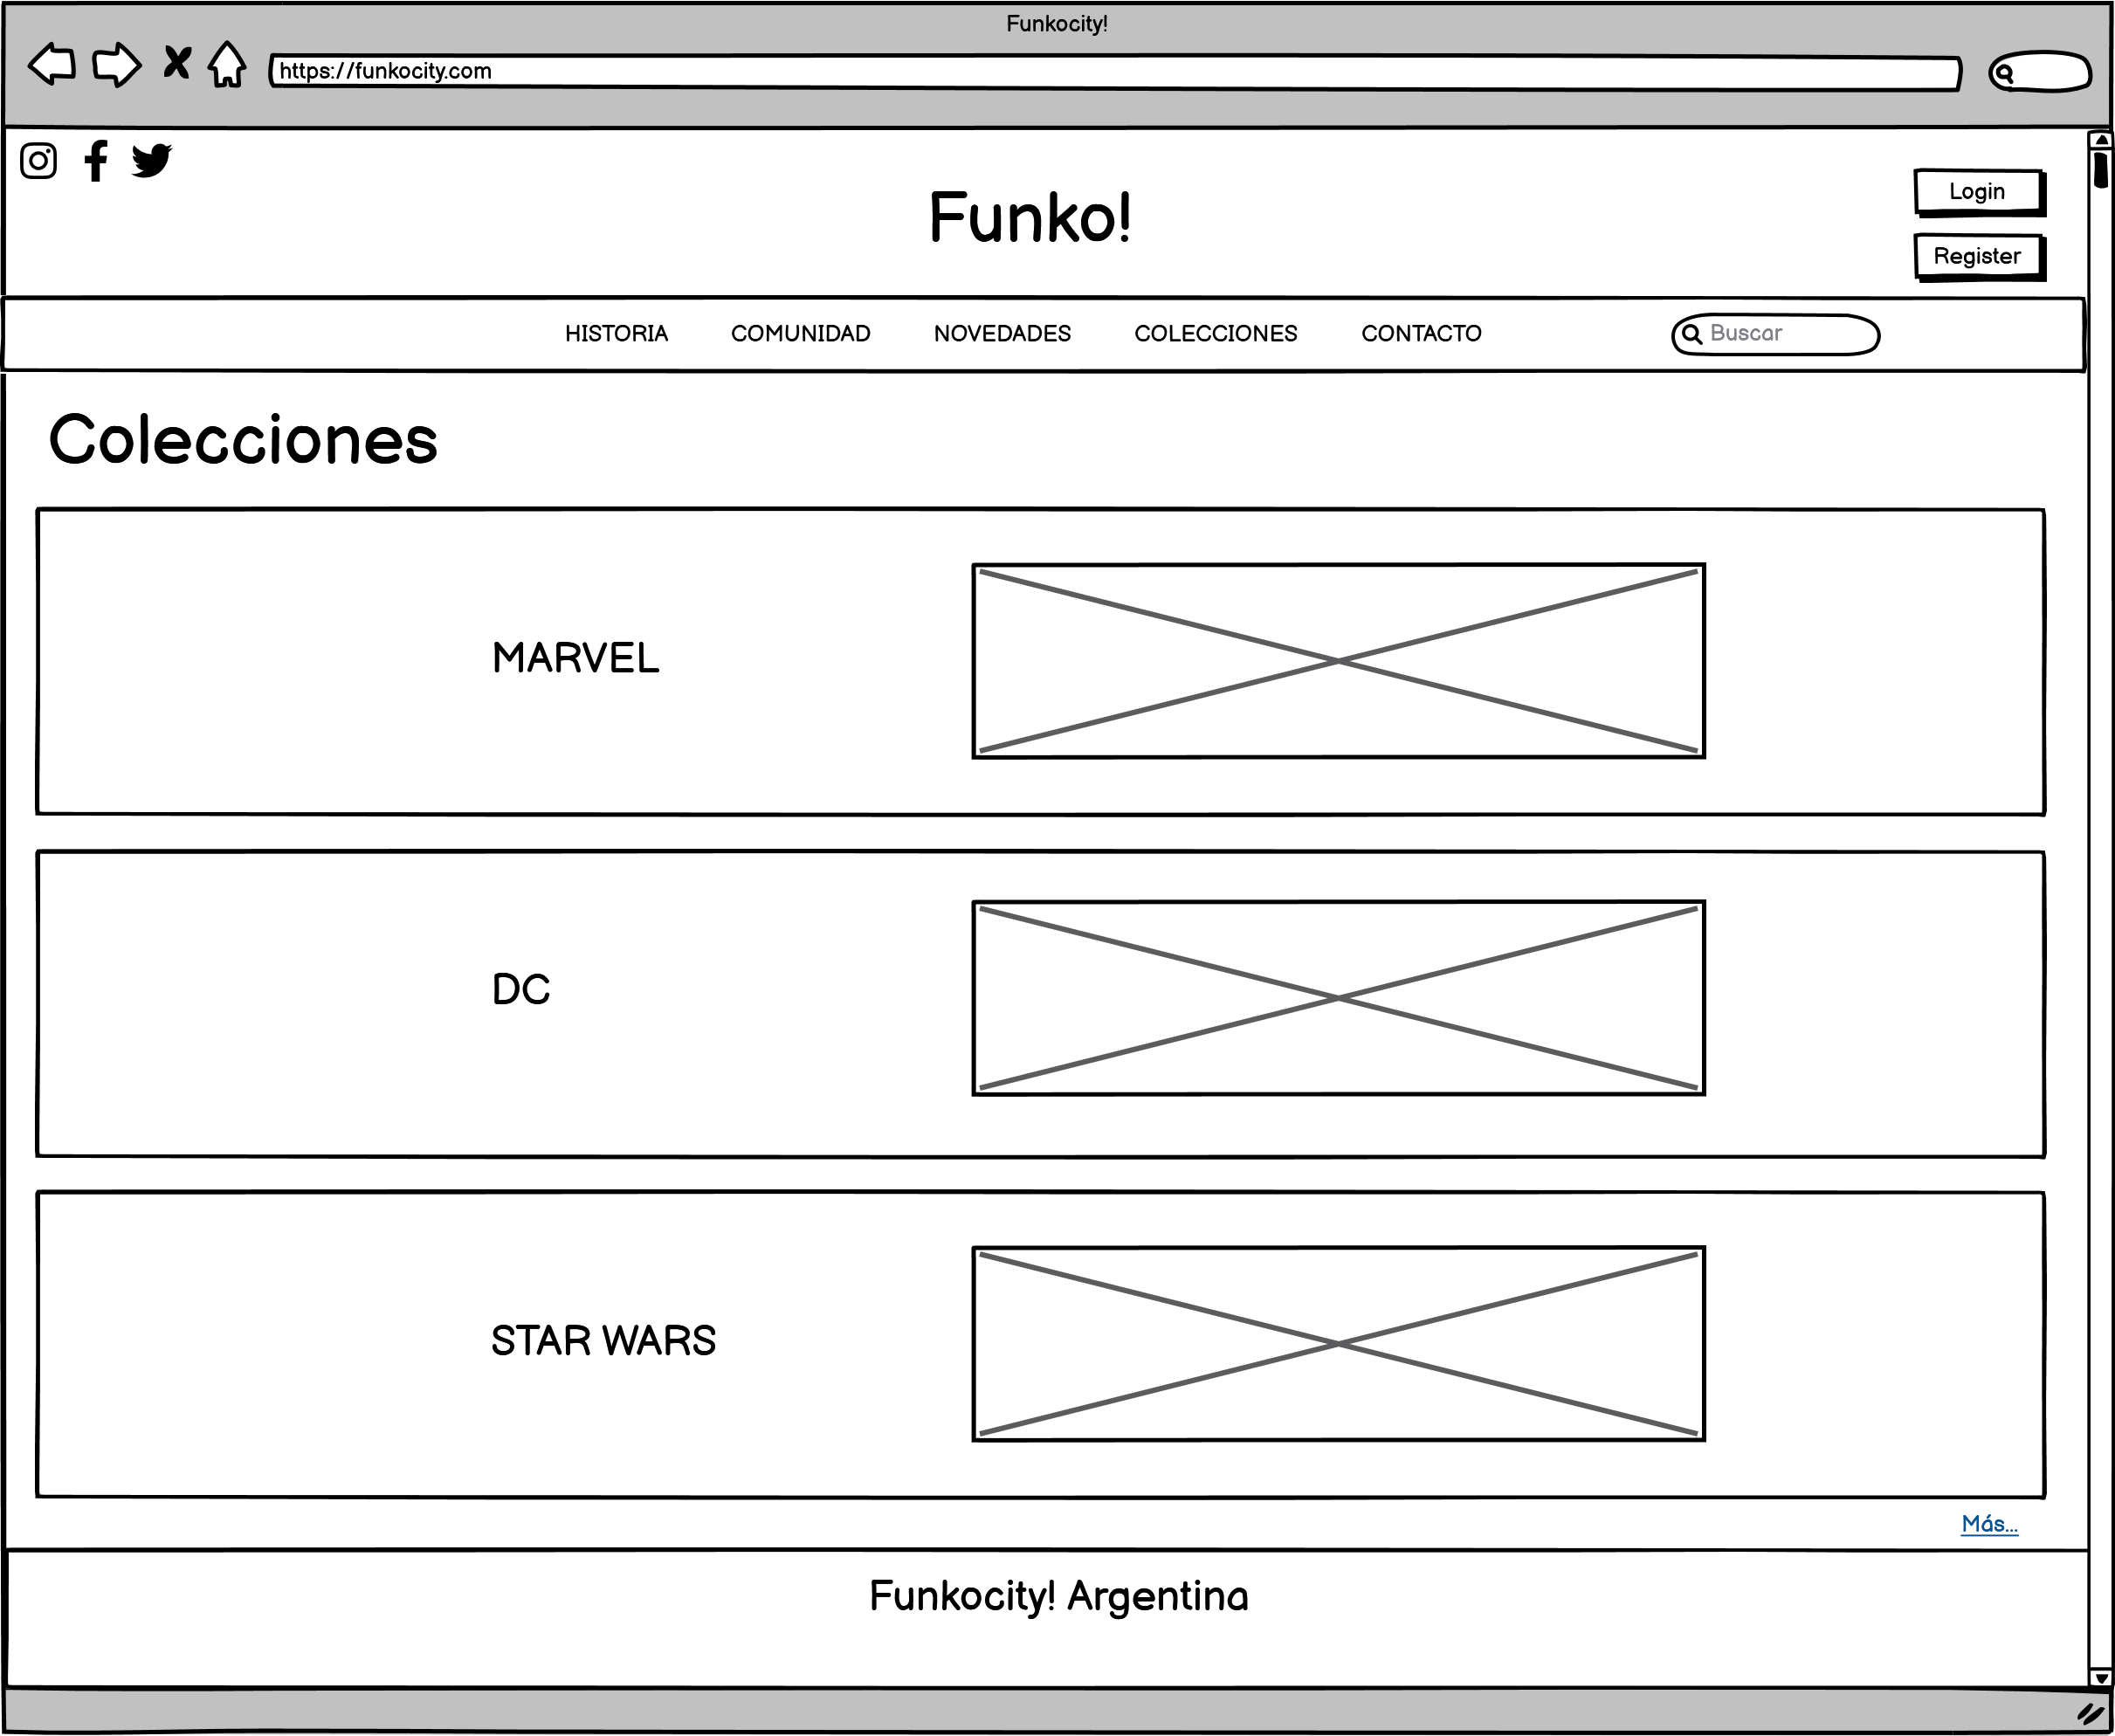 Funkocity!
https://funkocity.com
Funko!
Login
Register
HISTORIA COMUNIDAD NOVEDADES COLECCIONES CONTACTO Buscar
Colecciones
MARVEL
DC
STAR WARS
Más...
Funkocity! Argentina